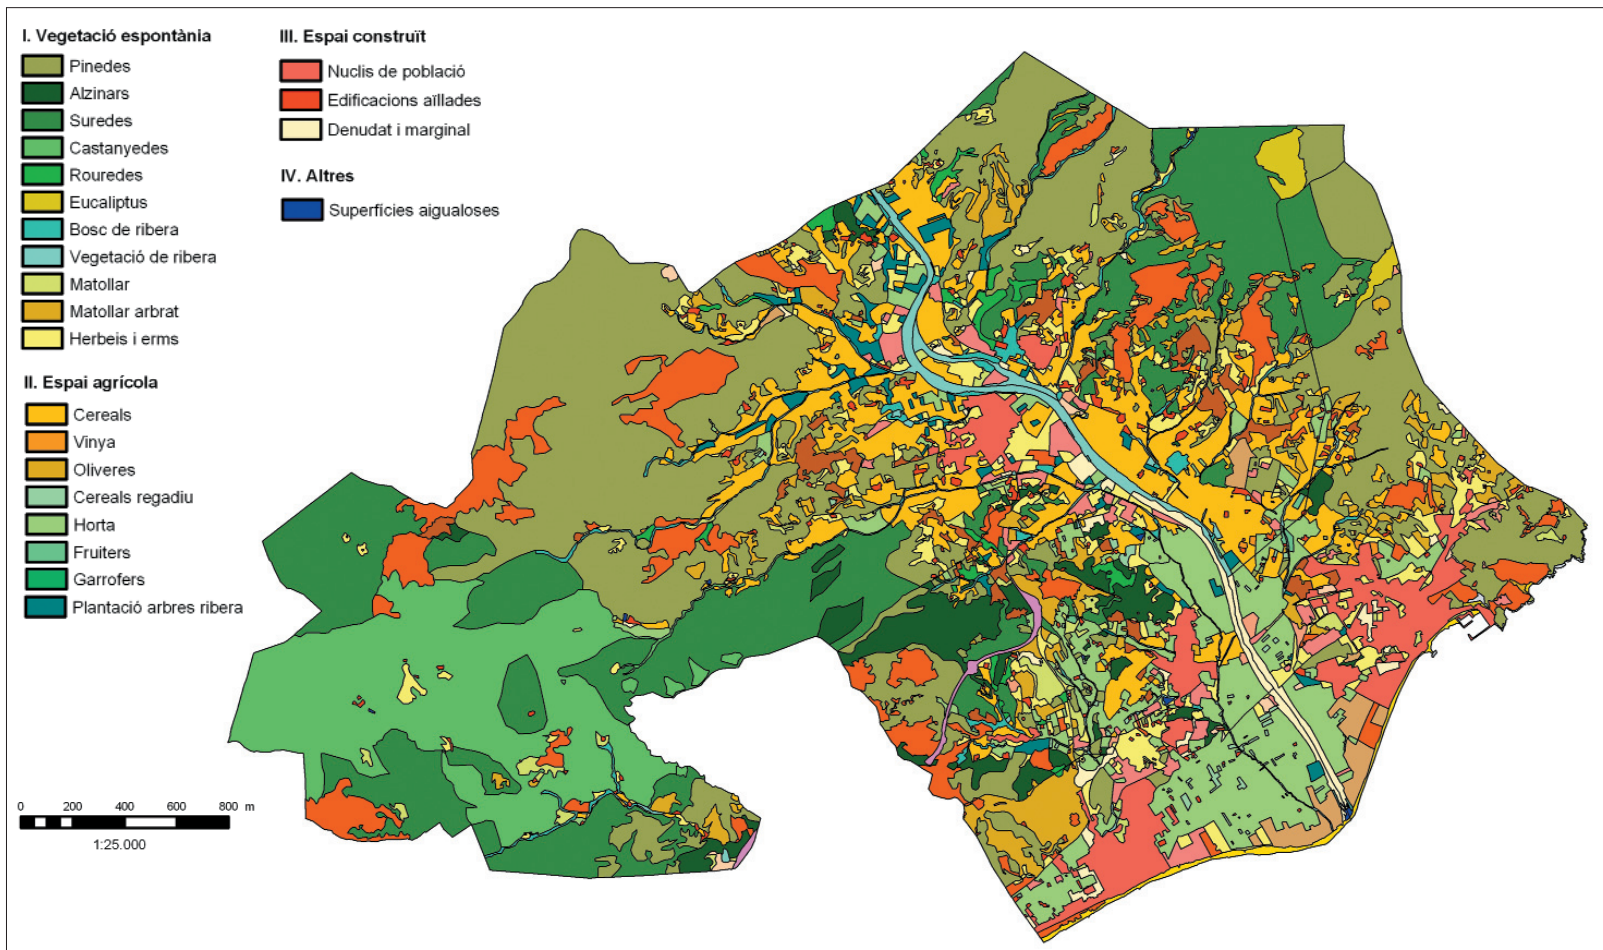 I. Vegetació espontània
Pinedes
Alzinars
Suredes
Castanyedes
Rouredes
Eucaliptus
Bosc de ribera
Vegetació de ribera
Matollar
Matollar arbrat
Herbeis i erms
II. Espai agrícola
Cereals
Vinya
Oliveres
Cereals regadiu
Horta
Fruiters
Garrofers
Plantació arbres ribera
III. Espai construït
Nuclis de població
Edificacions aïllades
Denudat i marginal
IV. Altres
Superfícies aigualoses
0 200 400 600 800 m
1:25.000